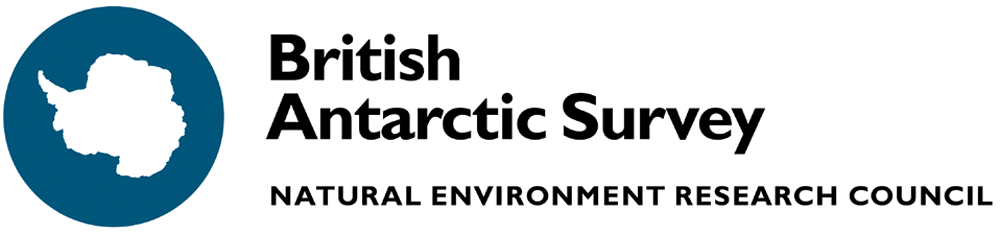 British
Antarctic Survey
NATURAL ENVIRONMENT RESEARCH COUNCIL